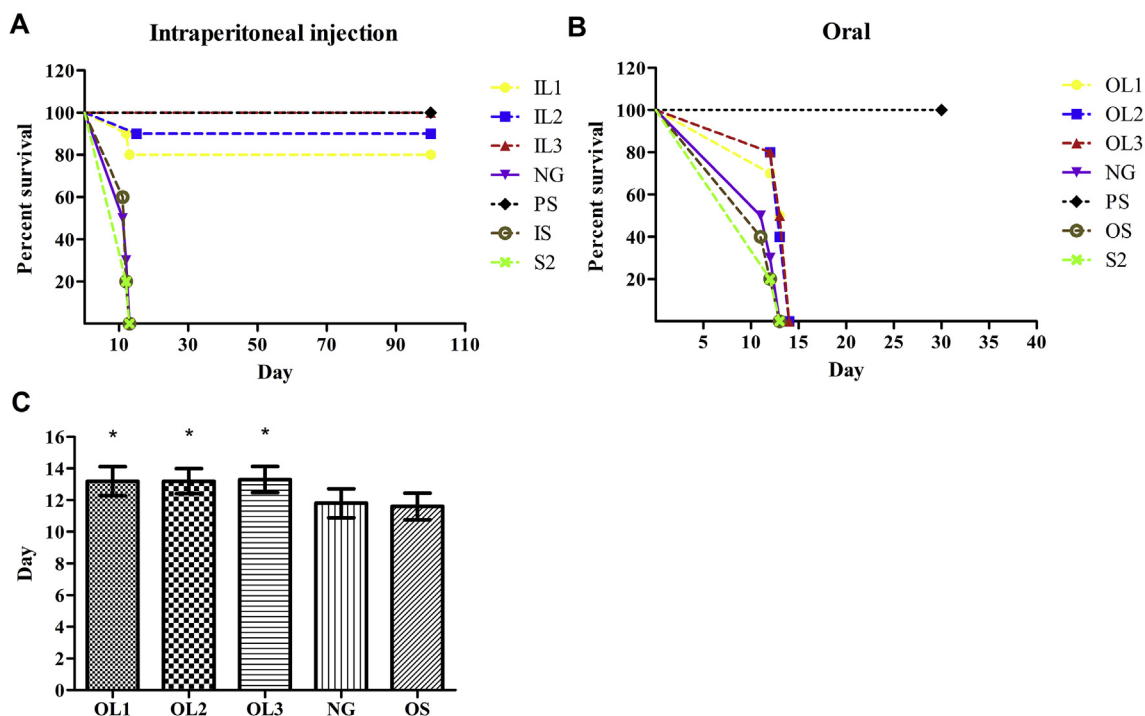 A
Intraperitoneal injection
Percent survival
120
100
80
60
40
20
10
30
50
70
90
110
Day
IL1
IL2
IL3
NG
PS
IS
S2
B
Oral
Percent survival
120
100
80
60
40
20
5
10
15
20
25
30
35
40
Day
OL1
OL2
OL3
NG
PS
OS
S2
C
Day
16
14
12
10
8
6
4
2
0
* * *
OL1 OL2 OL3 NG OS